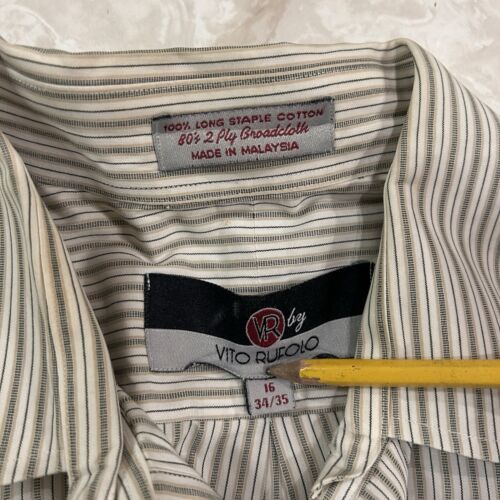 100% LONG STAPLE COTTON
80's 2 Ply Broadcloth
MADE IN MALAYSIA
VR by
VITO RUFOLO
16
34/35